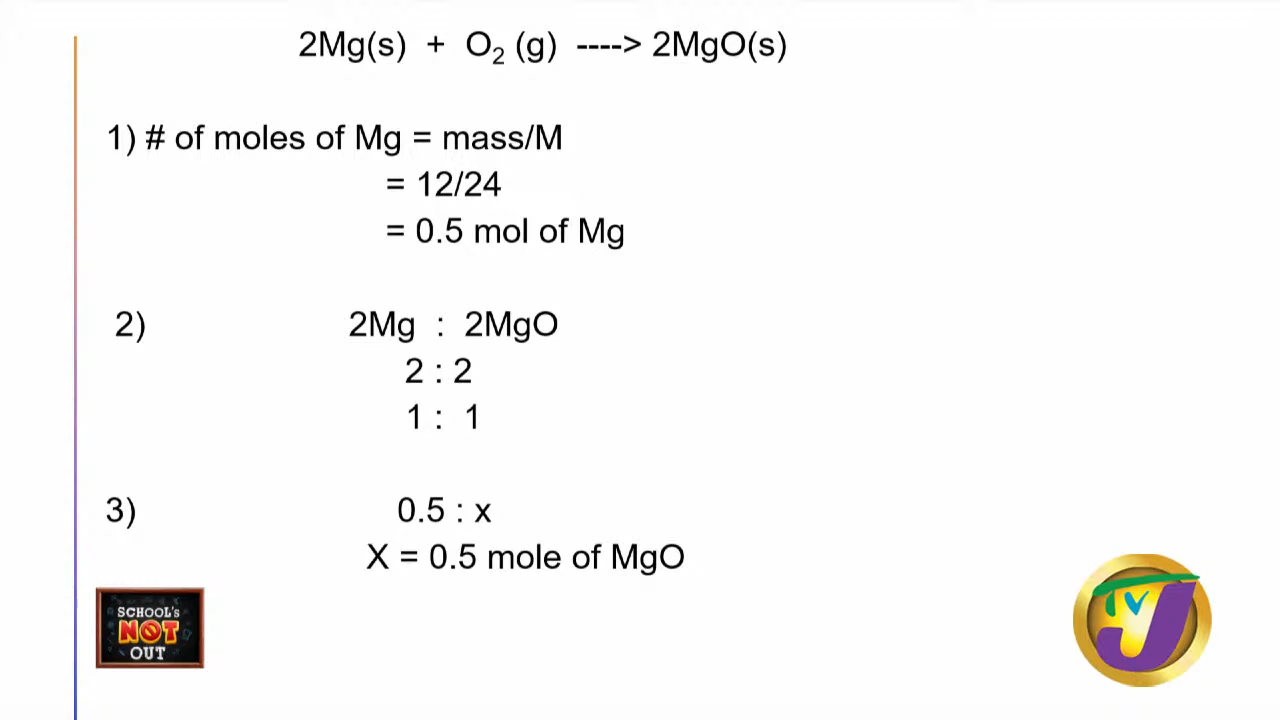 2Mg(s) + O₂ (g) ----> 2MgO(s)
1) # of moles of Mg = mass/M
= 12/24
= 0.5 mol of Mg
2) 2Mg : 2MgO
2 : 2
1 : 1
3) 0.5 : x
X = 0.5 mole of MgO
SCHOOL's
NOT
OUT
TVJ